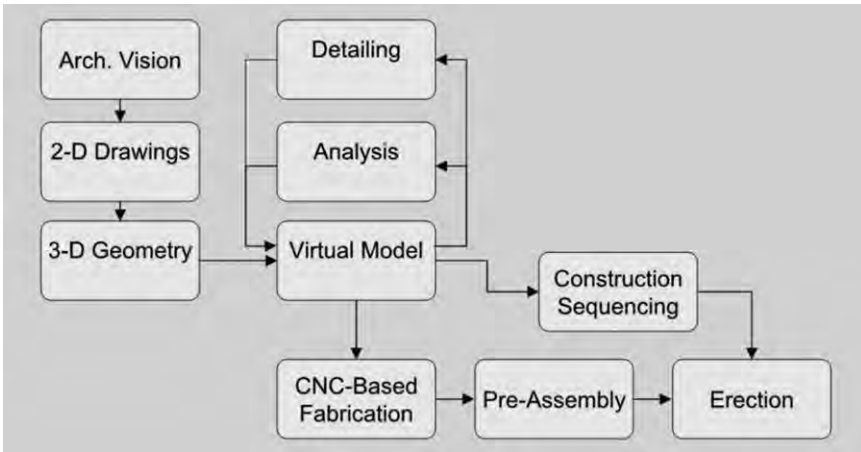 Arch. Vision
2-D Drawings
3-D Geometry
Detailing
Analysis
Virtual Model
Construction
Sequencing
CNC-Based
Fabrication
Pre-Assembly
Erection